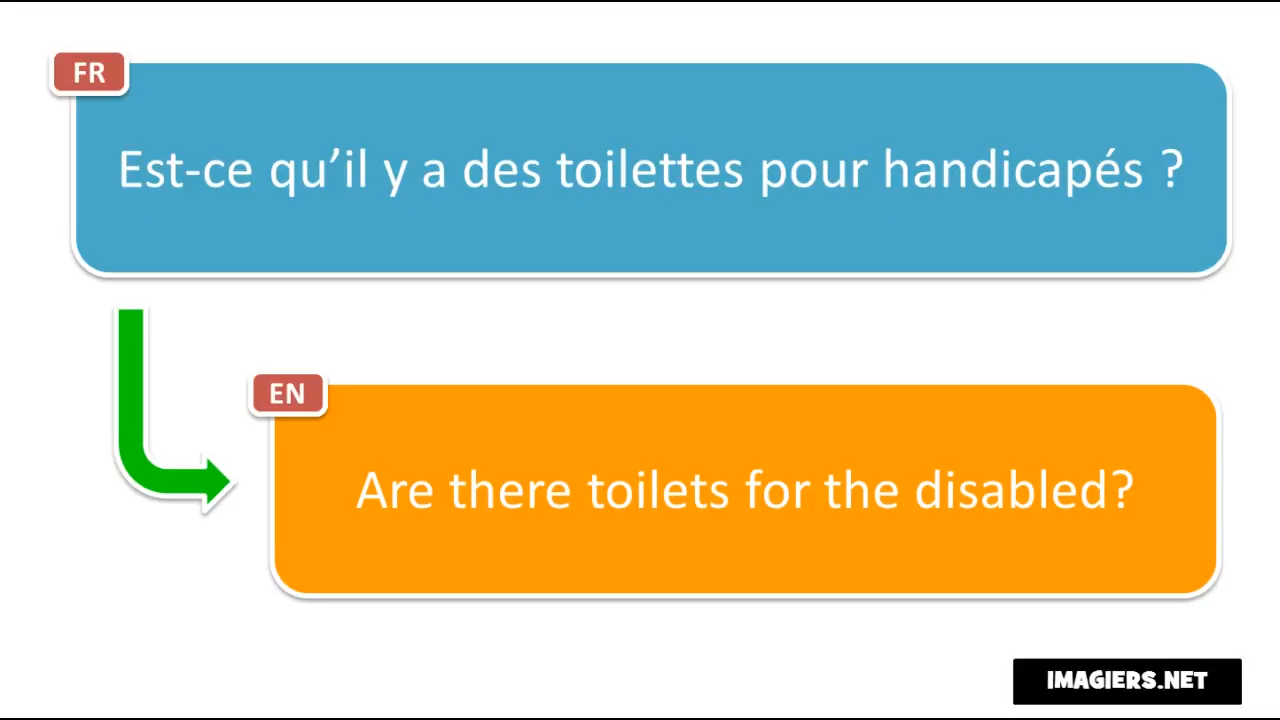 FR
Est-ce qu’il y a des toilettes pour handicapés ?
EN
Are there toilets for the disabled?
IMAGIERS.NET